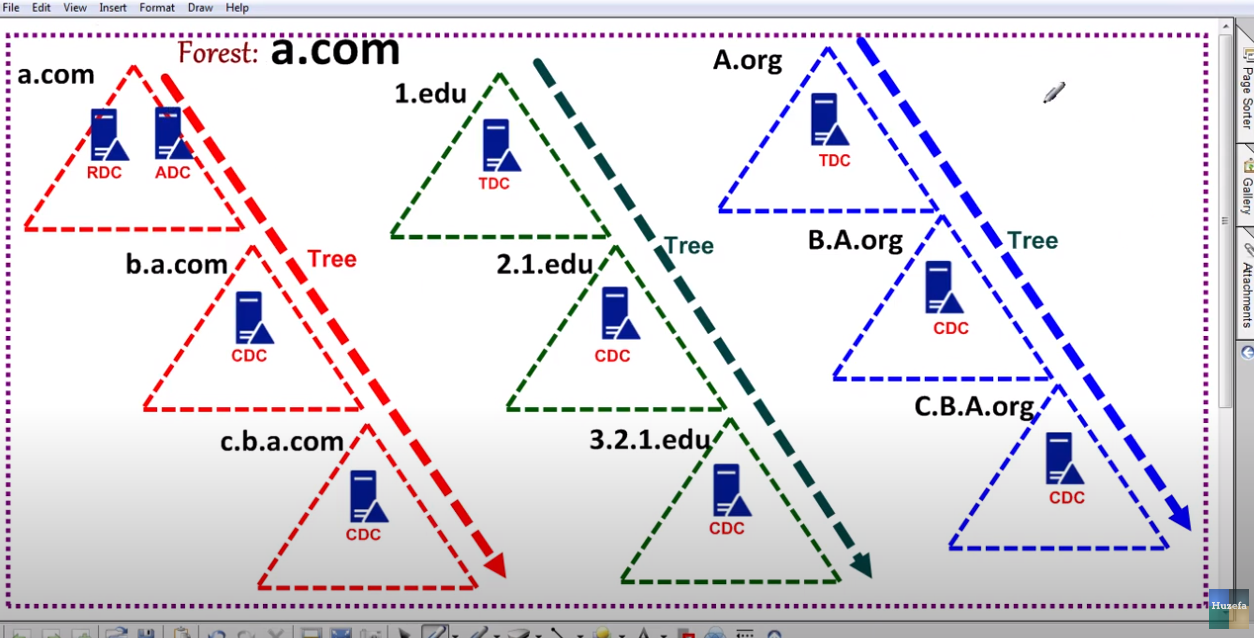 File Edit View Insert Format Draw Help
Forest: a.com
a.com
RDC
ADC
b.a.com
CDC
c.b.a.com
CDC
Tree
1.edu
TDC
2.1.edu
CDC
3.2.1.edu
CDC
Tree
A.org
TDC
B.A.org
CDC
C.B.A.org
CDC
Tree
Page Sorter
Gallery
Attachments
Huzefa